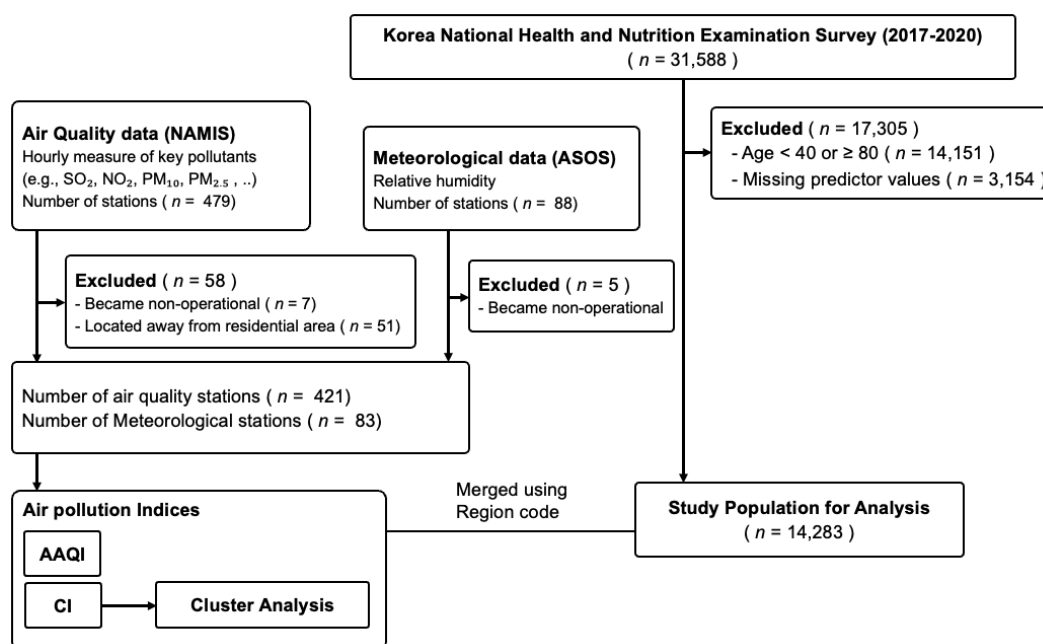 Korea National Health and Nutrition Examination Survey (2017-2020)
( n = 31,588 )
Air Quality data (NAMIS)
Hourly measure of key pollutants
(e.g., SO₂, NO₂, PM₁₀, PM₂.₅ , ..)
Number of stations ( n = 479)
Meteorological data (ASOS)
Relative humidity
Number of stations ( n = 88)
Excluded ( n = 17,305 )
- Age < 40 or ≥ 80 ( n = 14,151 )
- Missing predictor values ( n = 3,154 )
Excluded ( n = 58 )
- Became non-operational ( n = 7)
- Located away from residential area ( n = 51)
Excluded ( n = 5 )
- Became non-operational
Number of air quality stations ( n = 421)
Number of Meteorological stations ( n = 83)
Air pollution Indices
AAQI
CI
Cluster Analysis
Merged using
Region code
Study Population for Analysis
( n = 14,283 )